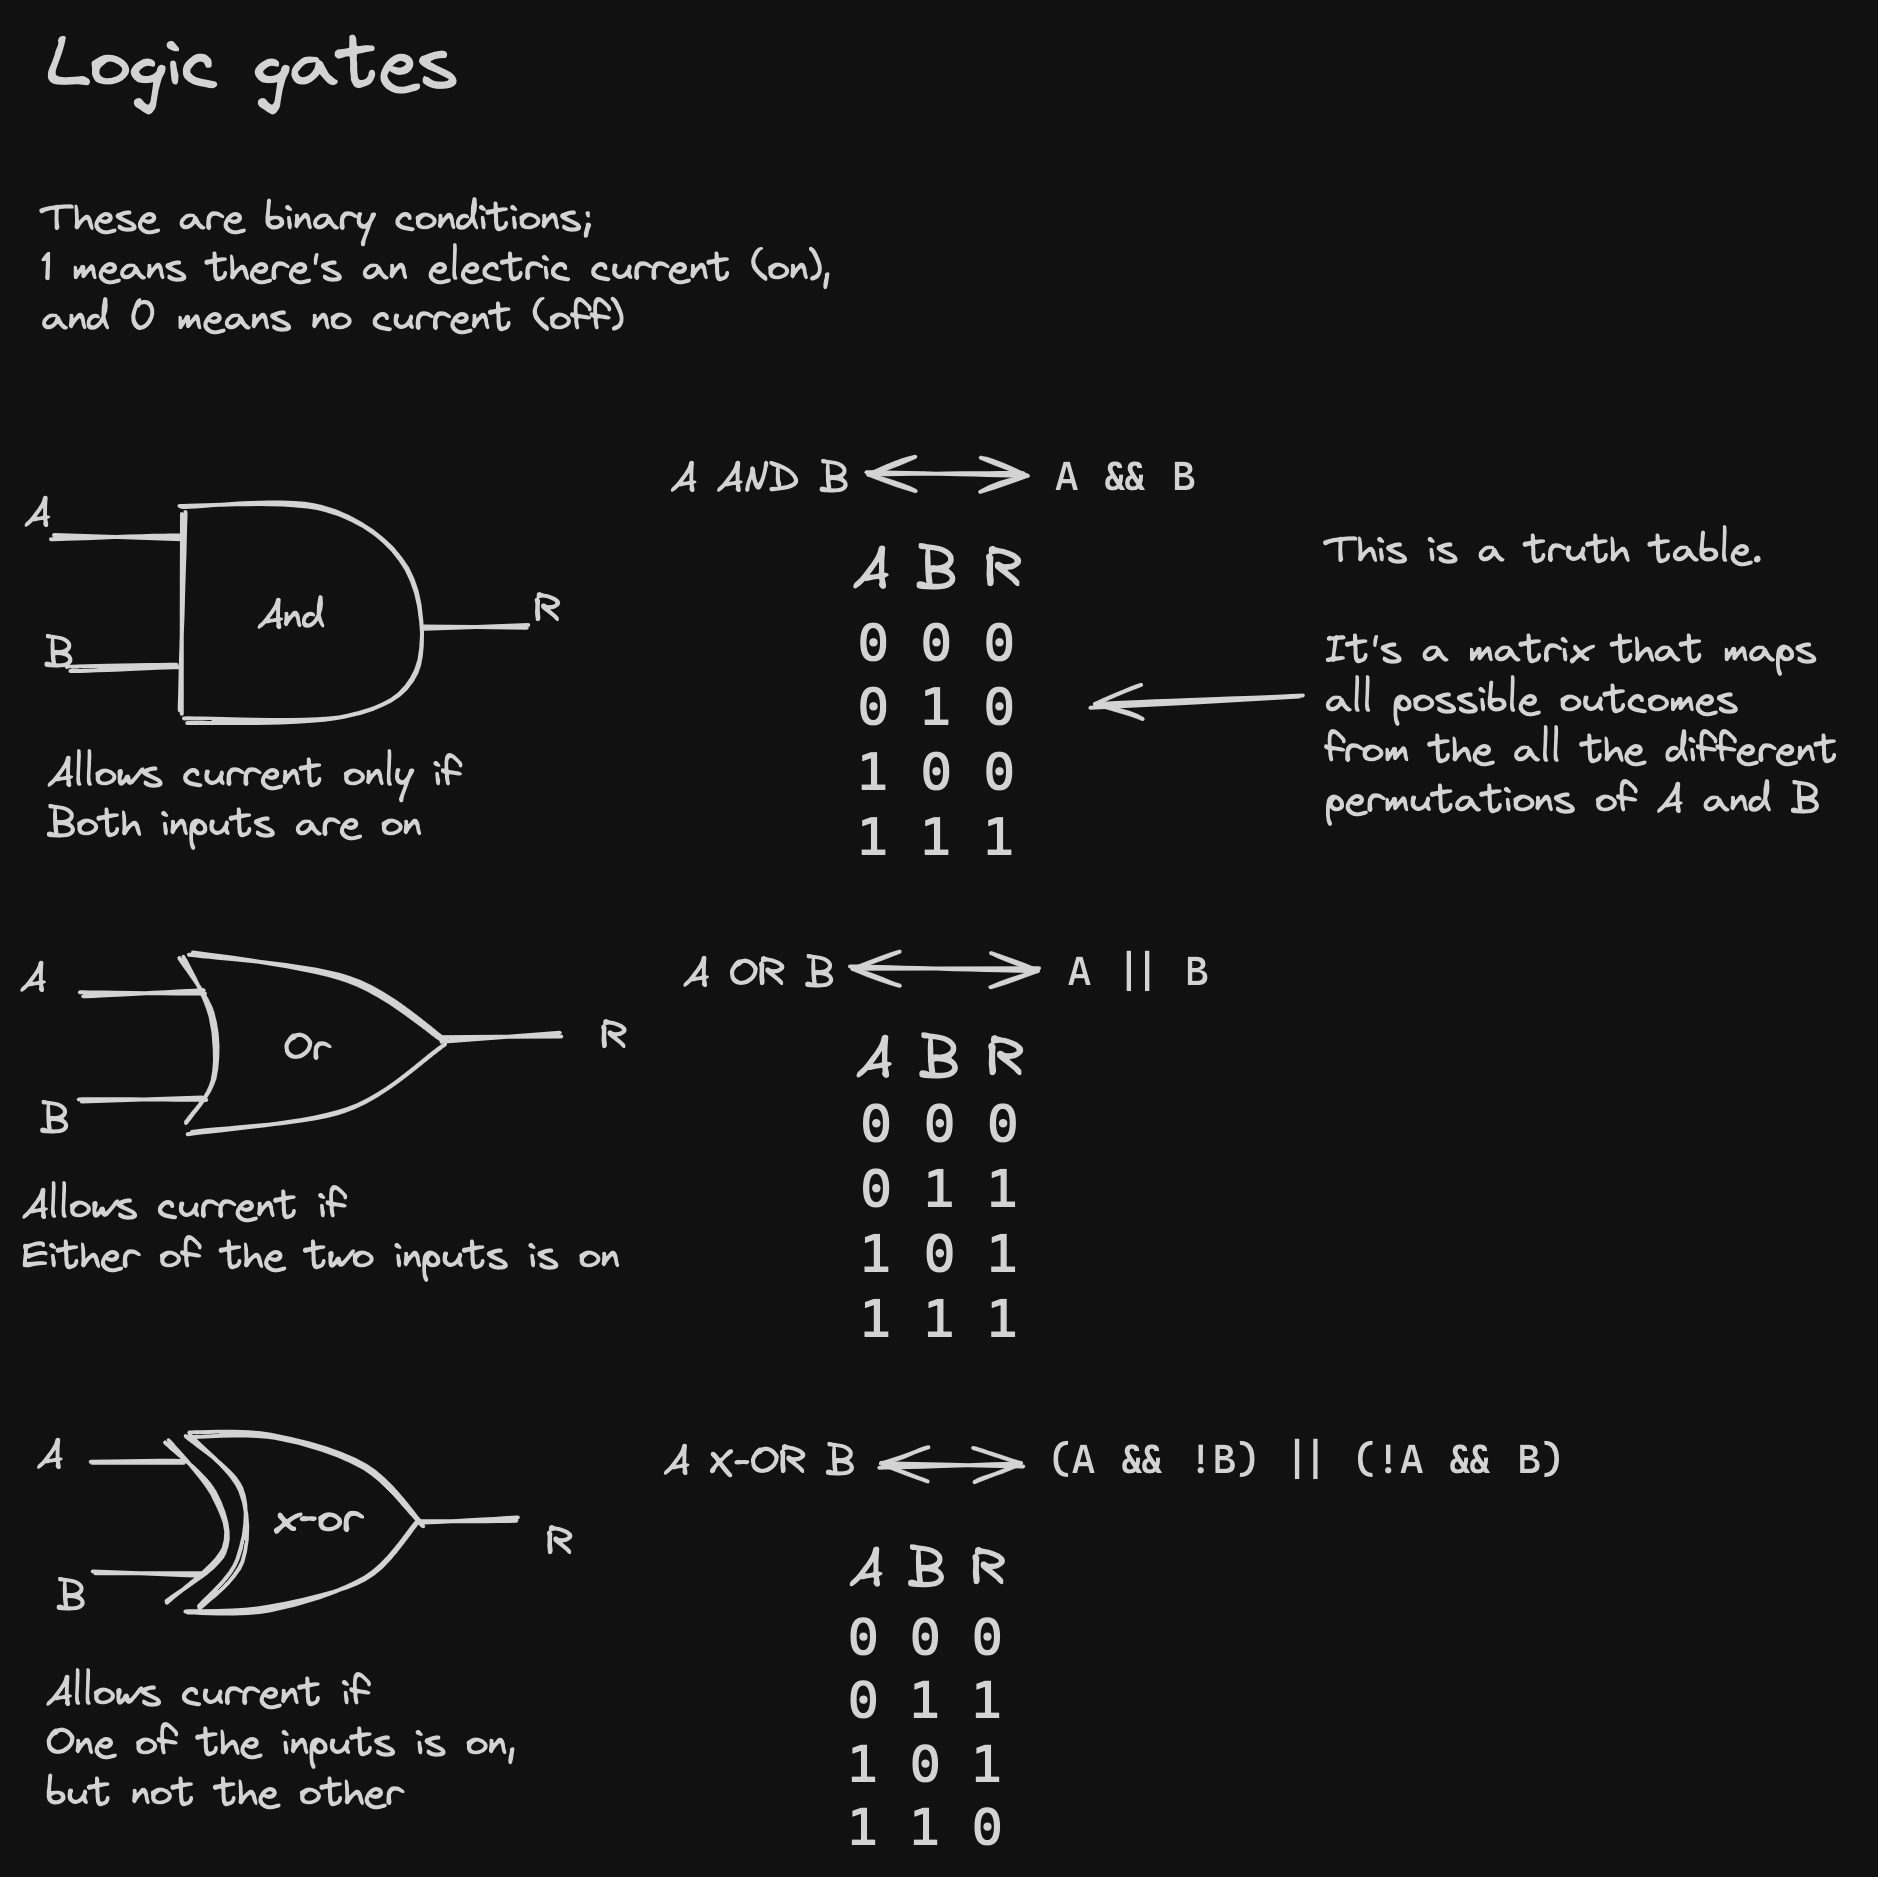 Logic gates
These are binary conditions;
1 means there's an electric current (on),
and 0 means no current (off)
A
B
And
R
Allows current only if
Both inputs are on
A AND B
A && B
A B R
0 0 0
0 1 0
1 0 0
1 1 1
This is a truth table.
It's a matrix that maps
all possible outcomes
from the all the different
permutations of A and B
A
B
Or
R
Allows current if
Either of the two inputs is on
A OR B
A || B
A B R
0 0 0
0 1 1
1 0 1
1 1 1
A
B
x-or
R
Allows current if
One of the inputs is on,
but not the other
A X-OR B
(A && !B) || (!A && B)
A B R
0 0 0
0 1 1
1 0 1
1 1 0